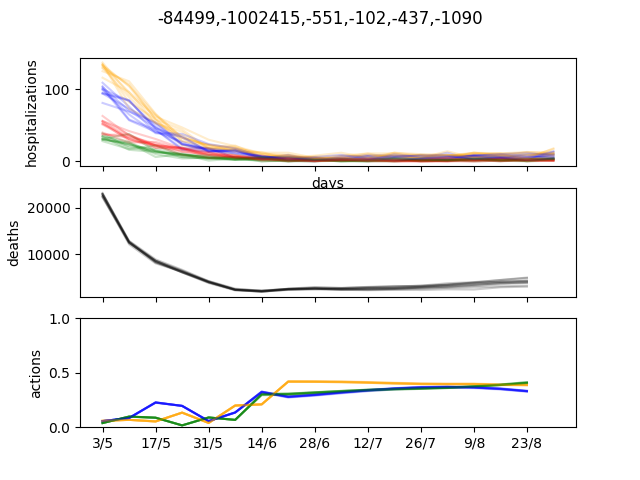 -84499,-1002415,-551,-102,-437,-1090
hospitalizations
100
0
days
deaths
20000
10000
actions
1.0
0.5
0.0
3/5 17/5 31/5 14/6 28/6 12/7 26/7 9/8 23/8